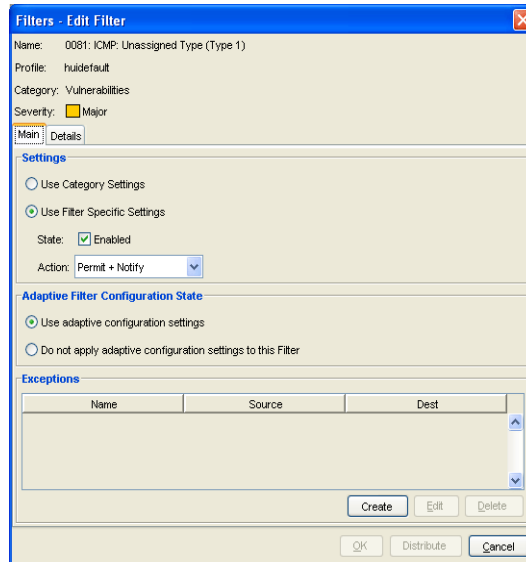 Filters - Edit Filter
Name: 0081: ICMP: Unassigned Type (Type 1)
Profile: huidefault
Category: Vulnerabilities
Severity: Major
Main Details
Settings
Use Category Settings
Use Filter Specific Settings
State: Enabled
Action: Permit + Notify
Adaptive Filter Configuration State
Use adaptive configuration settings
Do not apply adaptive configuration settings to this Filter
Exceptions
Name Source Dest
Create Edit Delete
OK Distribute Cancel